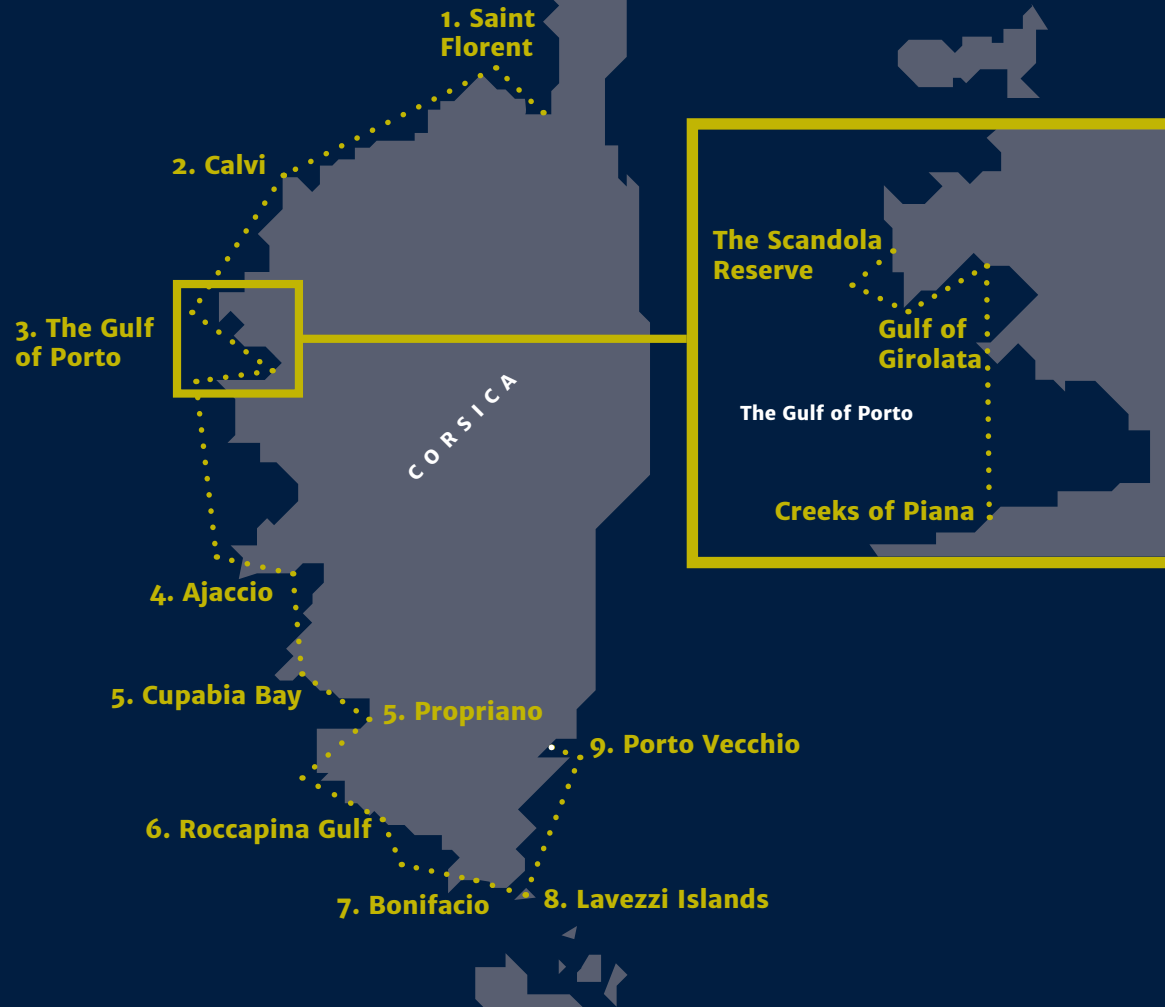 1. Saint
Florent
2. Calvi
3. The Gulf
of Porto
CORSICA
4. Ajaccio
5. Cupabia Bay
5. Propriano
6. Roccapina Gulf
7. Bonifacio
8. Lavezzi Islands
9. Porto Vecchio
The Scandola
Reserve
Gulf of
Girolata
The Gulf of Porto
Creeks of Piana